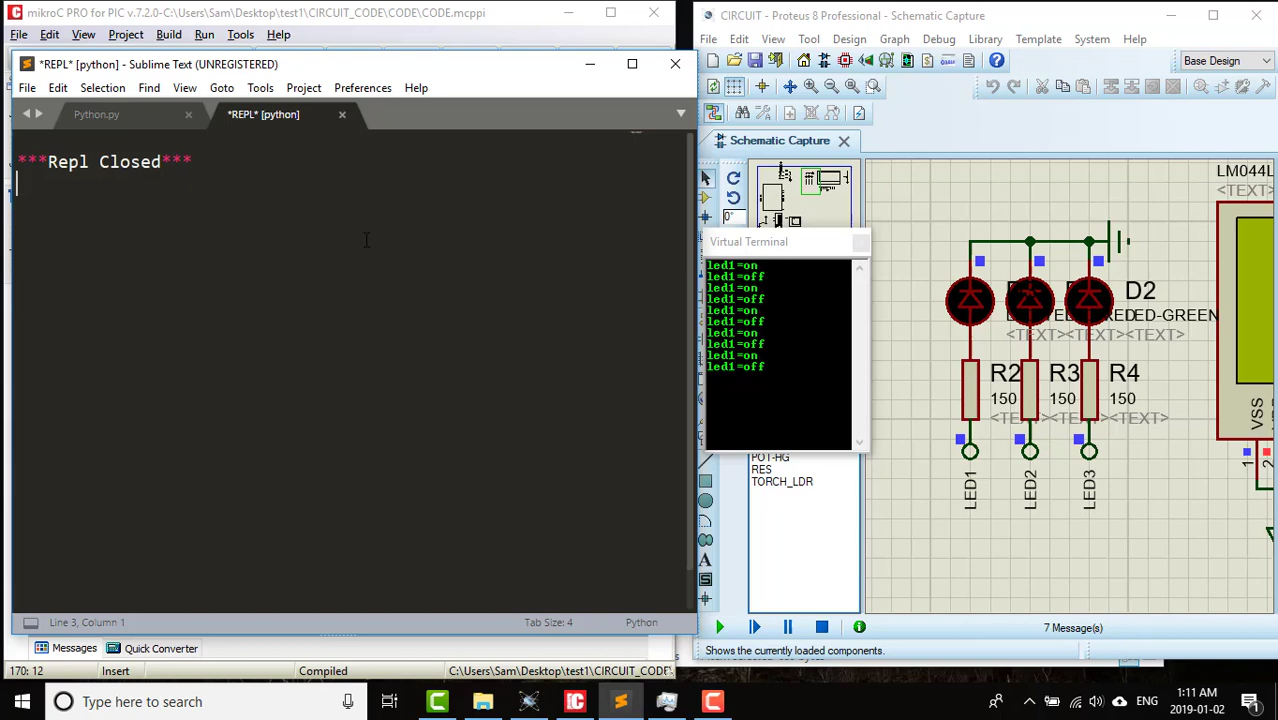 mikroC PRO for PIC v.7.2.0-C:\Users\Sam\Desktop\test1\CIRCUIT_CODE\CODE\CODE.mcppi
File Edit View Project Build Run Tools Help
*REPL* [python] - Sublime Text (UNREGISTERED)
File Edit Selection Find View Goto Tools Project Preferences Help
Python.py
*REPL* [python]
***Repl Closed***
Line 3, Column 1
Tab Size: 4
Python
Messages
Quick Converter
170: 12
Insert
Compiled
C:\Users\Sam\Desktop\test1\CIRCUIT_CODE
CIRCUIT - Proteus 8 Professional - Schematic Capture
File Edit View Tool Design Graph Debug Library Template System Help
Base Design
Schematic Capture
0°
Virtual Terminal
led1=on
led1=off
led1=on
led1=off
led1=on
led1=off
led1=on
led1=off
led1=on
led1=off
POT-HG
RES
TORCH_LDR
LM044L
<TEXT>
D2
LED-GREEN
<TEXT><TEXT><TEXT>
R2
150
R3
150
R4
150
<TEXT><TEXT><TEXT>
LED1
LED2
LED3
VSS
1
2
7 Message(s)
Shows the currently loaded components.
Type here to search
ENG
1:11 AM
2019-01-02
1